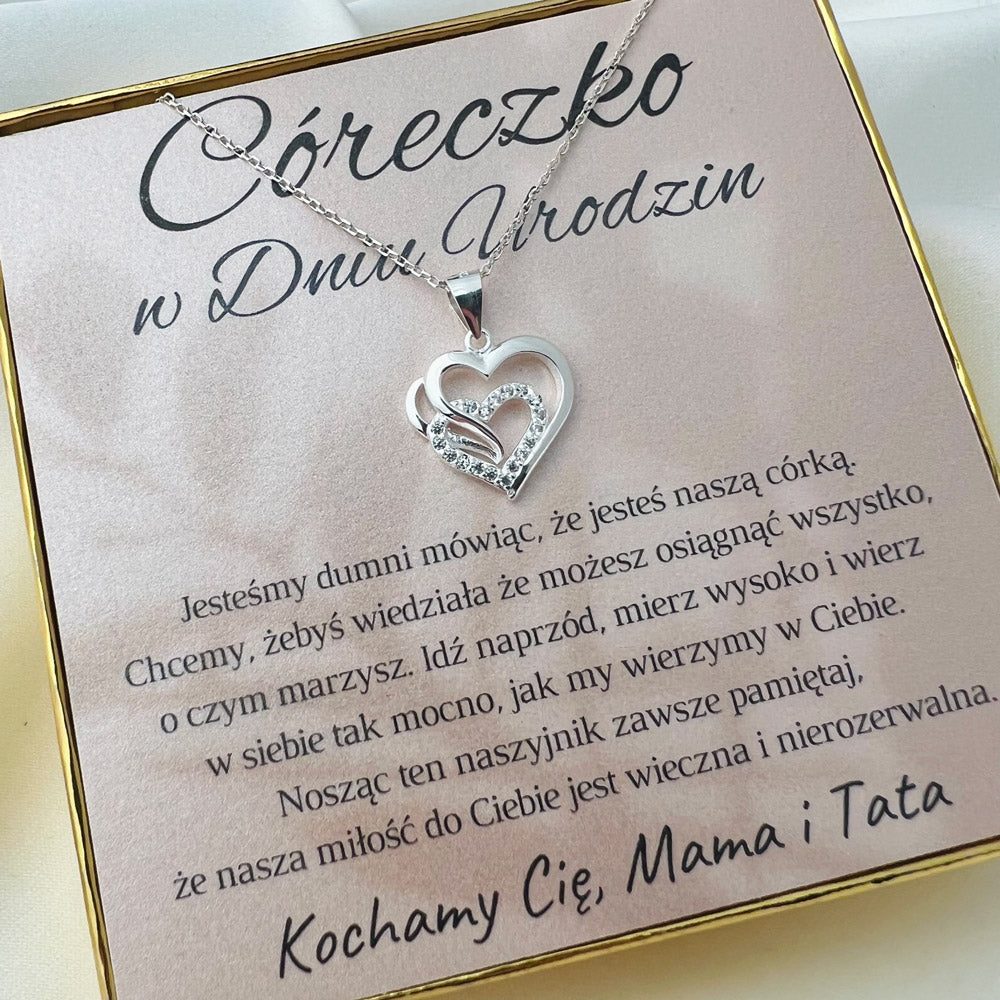 Córeczko
w Dniu Urodzin
Jesteśmy dumni mówiąc, że jesteś naszą córką.
Chcemy, żebyś wiedziała że możesz osiągnąć wszystko,
o czym marzysz. Idź naprzód, mierz wysoko i wierz
w siebie tak mocno, jak my wierzymy w Ciebie.
Nosząc ten naszyjnik zawsze pamiętaj,
że nasza miłość do Ciebie jest wieczna i nierozerwalna.
Kochamy Cię, Mama i Tata